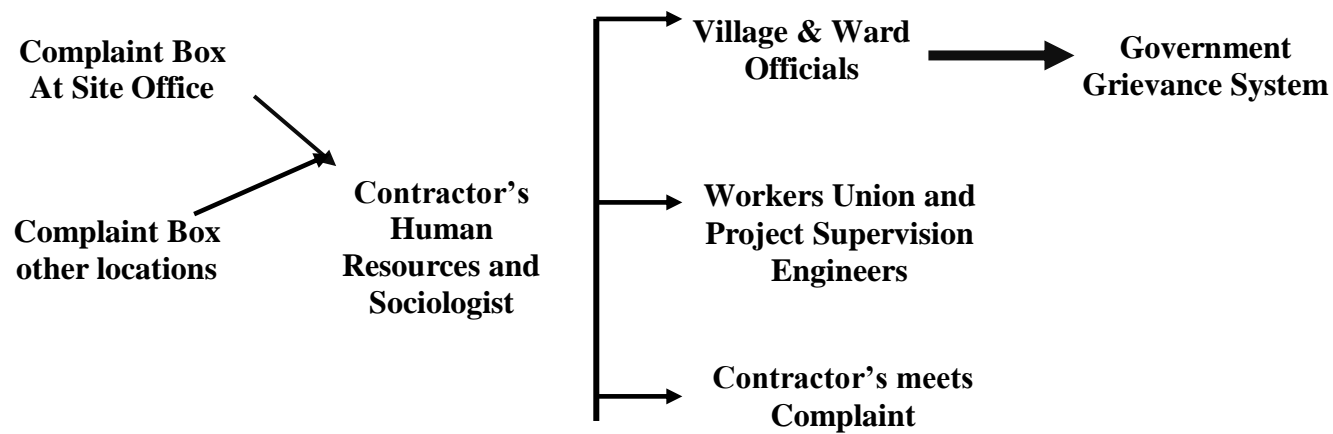 Complaint Box
At Site Office
Complaint Box
other locations
Contractor’s
Human
Resources and
Sociologist
Village & Ward
Officials
Government
Grievance System
Workers Union and
Project Supervision
Engineers
Contractor’s meets
Complaint